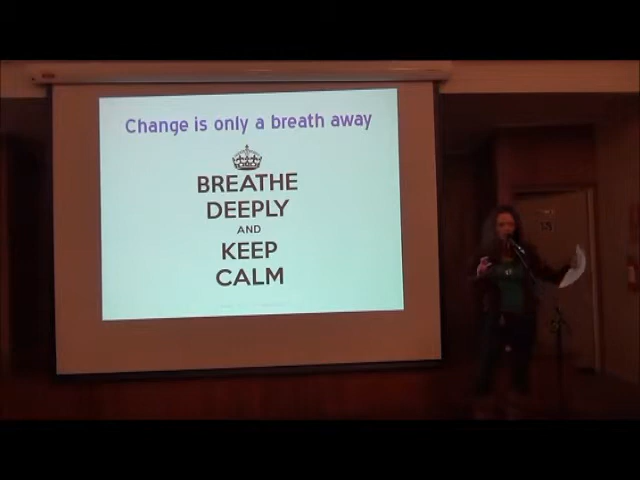 Change is only a breath away
BREATHE
DEEPLY
AND
KEEP
CALM